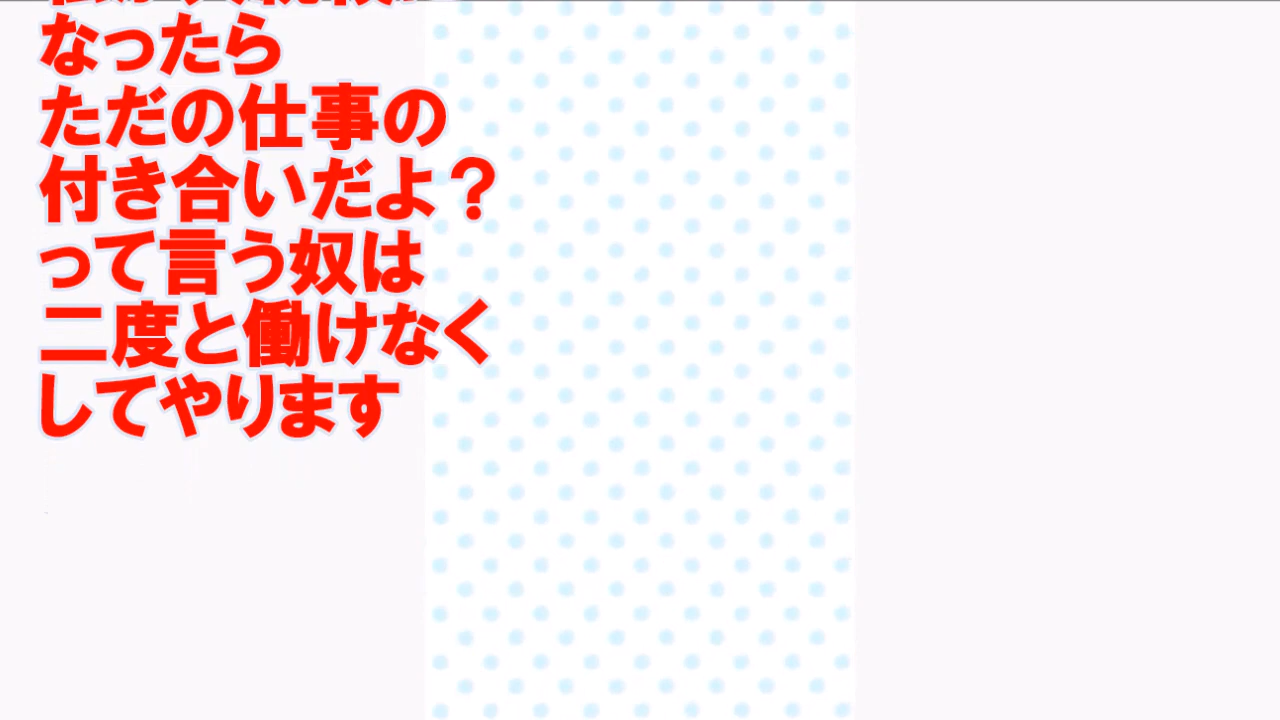 なったら
ただの仕事の
付き合いだよ？
って言う奴は
二度と働けなく
してやります